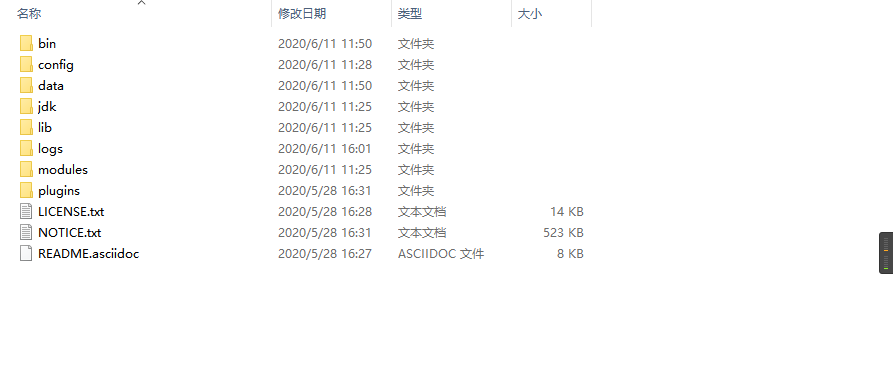 名称 修改日期 类型 大小
bin 2020/6/11 11:50 文件夹
config 2020/6/11 11:28 文件夹
data 2020/6/11 11:50 文件夹
jdk 2020/6/11 11:25 文件夹
lib 2020/6/11 11:25 文件夹
logs 2020/6/11 16:01 文件夹
modules 2020/6/11 11:25 文件夹
plugins 2020/5/28 16:31 文件夹
LICENSE.txt 2020/5/28 16:28 文本文档 14 KB
NOTICE.txt 2020/5/28 16:31 文本文档 523 KB
README.asciidoc 2020/5/28 16:27 ASCIIDOC 文件 8 KB